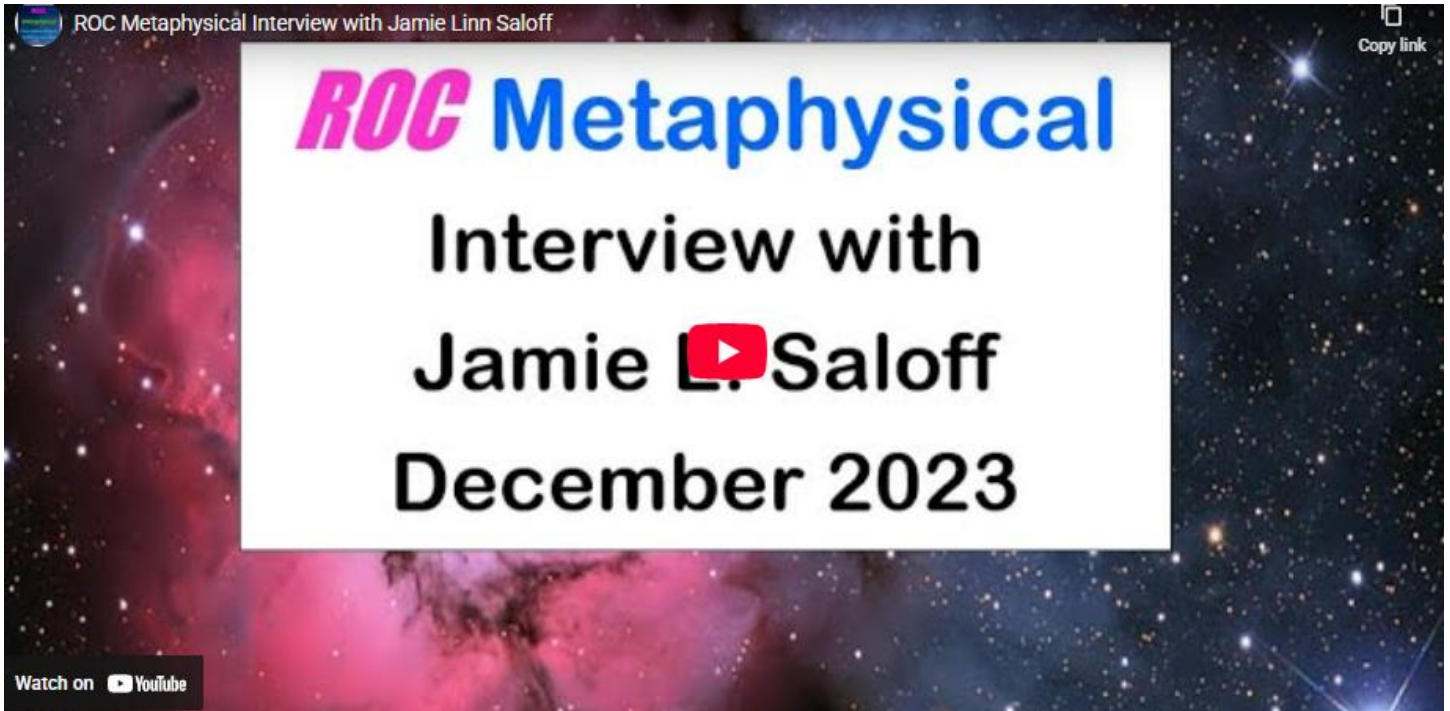 ROC Metaphysical Interview with Jamie Linn Saloff
Copy link
ROC Metaphysical
Interview with
Jamie L. Saloff
December 2023
Watch on YouTube